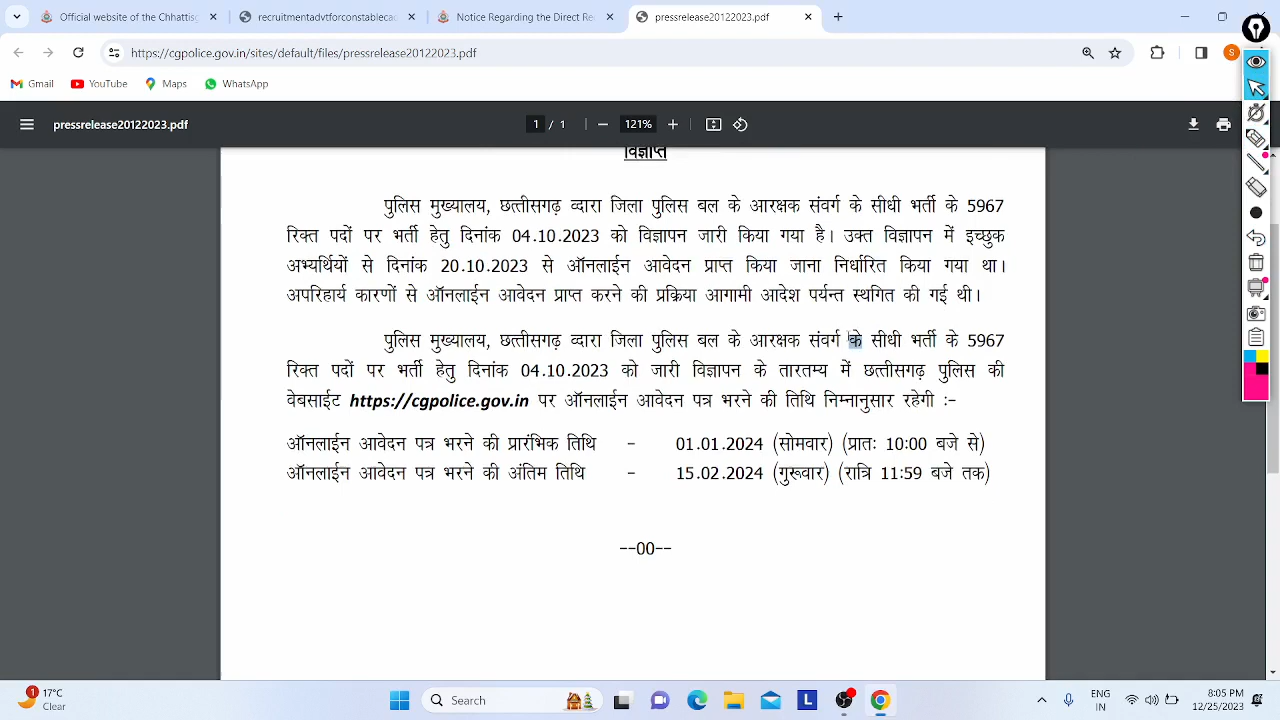 Official website of the Chhattis
recruitmentadvtforconstablecad
Notice Regarding the Direct Re
pressrelease20122023.pdf
https://cgpolice.gov.in/sites/default/files/pressrelease20122023.pdf
S
Gmail
YouTube
Maps
WhatsApp
pressrelease20122023.pdf
1 / 1
121%
विज्ञप्ति
पुलिस मुख्यालय, छत्तीसगढ़ व्दारा जिला पुलिस बल के आरक्षक संवर्ग के सीधी भर्ती के 5967
रिक्त पदों पर भर्ती हेतु दिनांक 04.10.2023 को विज्ञापन जारी किया गया है। उक्त विज्ञापन में इच्छुक
अभ्यर्थियों से दिनांक 20.10.2023 से ऑनलाईन आवेदन प्राप्त किया जाना निर्धारित किया गया था।
अपरिहार्य कारणों से ऑनलाईन आवेदन प्राप्त करने की प्रक्रिया आगामी आदेश पर्यन्त स्थगित की गई थी।
पुलिस मुख्यालय, छत्तीसगढ़ व्दारा जिला पुलिस बल के आरक्षक संवर्ग के सीधी भर्ती के 5967
रिक्त पदों पर भर्ती हेतु दिनांक 04.10.2023 को जारी विज्ञापन के तारतम्य में छत्तीसगढ़ पुलिस की
वेबसाईट https://cgpolice.gov.in पर ऑनलाईन आवेदन पत्र भरने की तिथि निम्नानुसार रहेगी :-
ऑनलाईन आवेदन पत्र भरने की प्रारंभिक तिथि - 01.01.2024 (सोमवार) (प्रातः 10:00 बजे से)
ऑनलाईन आवेदन पत्र भरने की अंतिम तिथि - 15.02.2024 (गुरूवार) (रात्रि 11:59 बजे तक)
--00--
1
17°C
Clear
Search
L
ENG
IN
8:05 PM
12/25/2023